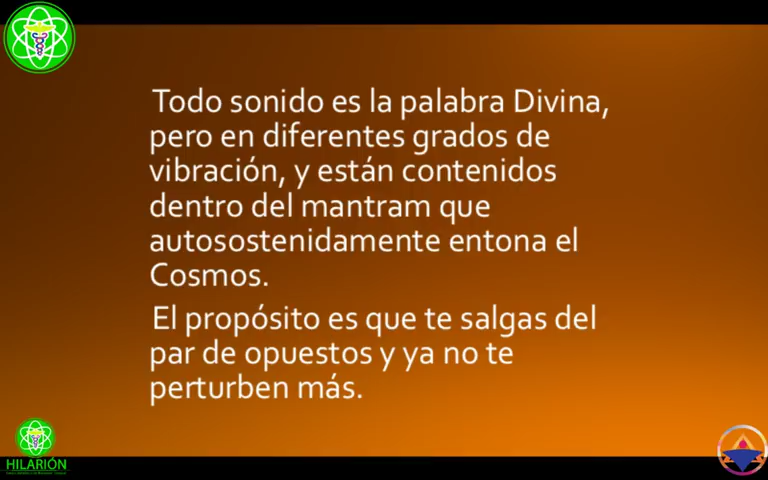 Todo sonido es la palabra Divina,
pero en diferentes grados de
vibración, y están contenidos
dentro del mantram que
autosostenidamente entona el
Cosmos.
El propósito es que te salgas del
par de opuestos y ya no te
perturben más.
HILARIÓN